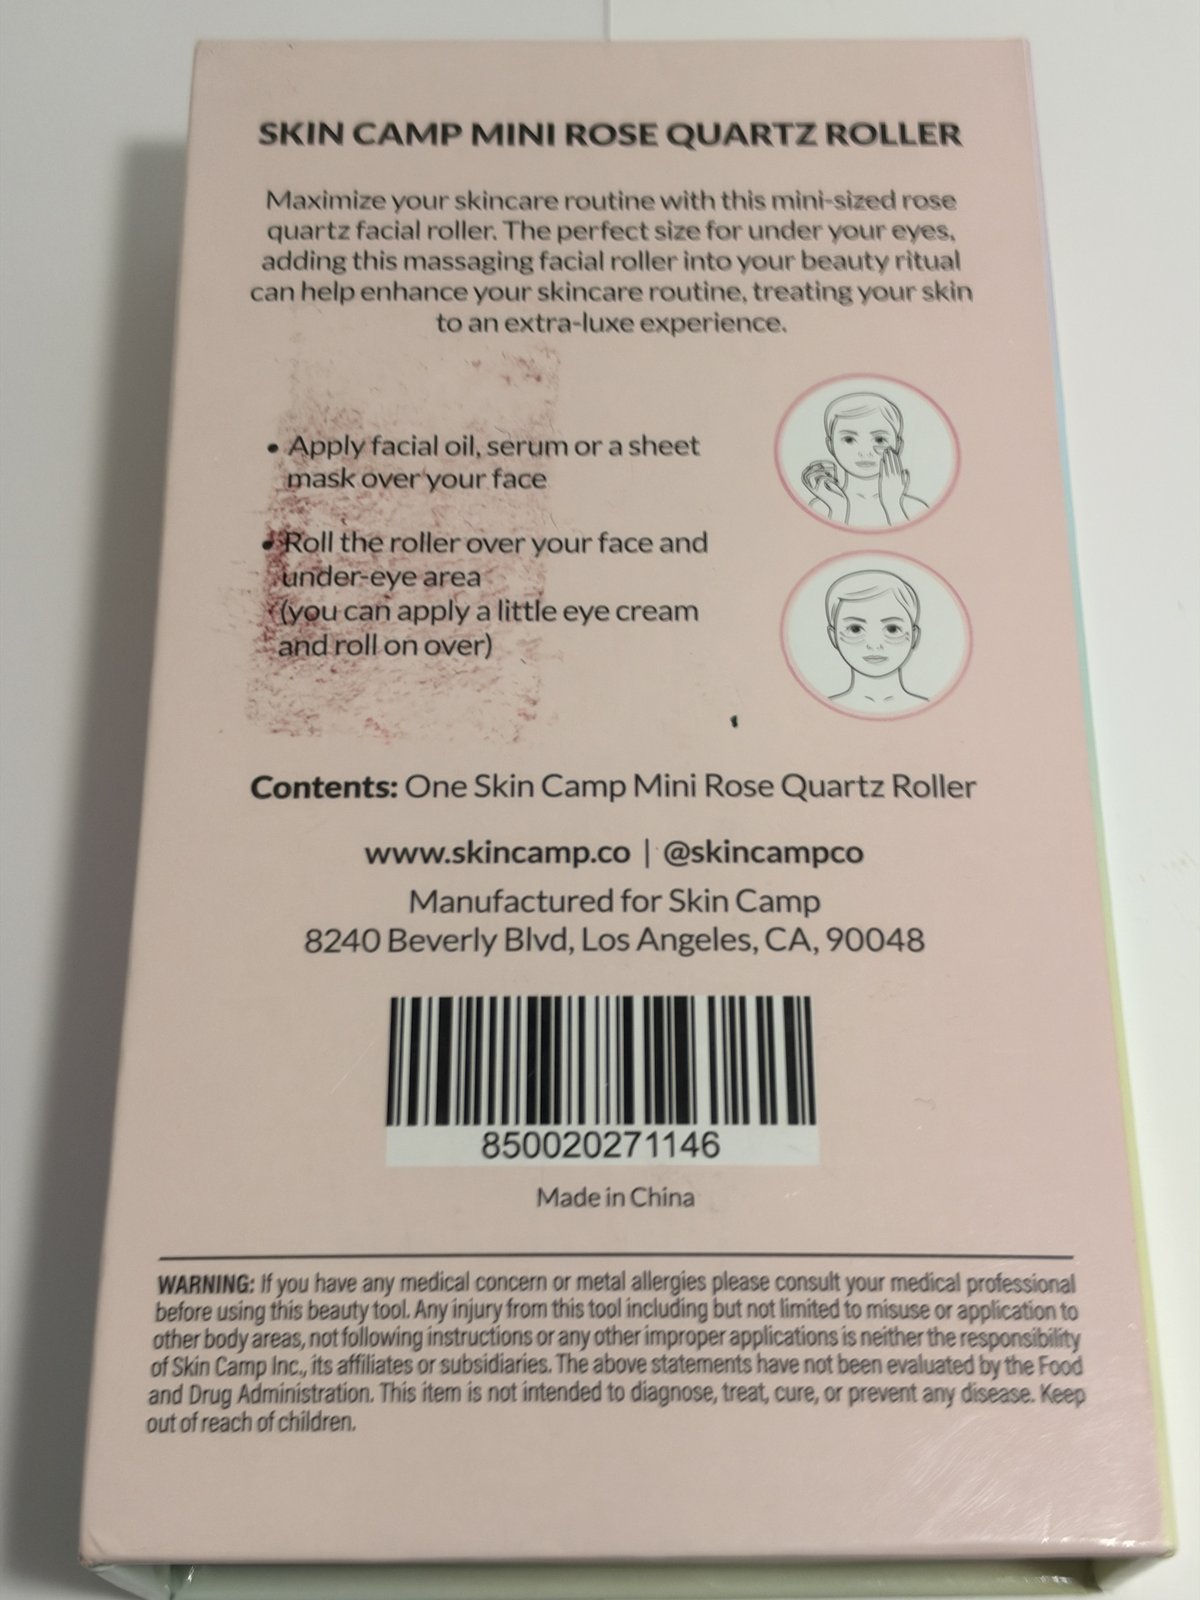 SKIN CAMP MINI ROSE QUARTZ ROLLER
Maximize your skincare routine with this mini-sized rose
quartz facial roller. The perfect size for under your eyes,
adding this massaging facial roller into your beauty ritual
can help enhance your skincare routine, treating your skin
to an extra-luxe experience.
• Apply facial oil, serum or a sheet
mask over your face
• Roll the roller over your face and
under-eye area
(you can apply a little eye cream
and roll on over)
Contents: One Skin Camp Mini Rose Quartz Roller
www.skincamp.co | @skincampco
Manufactured for Skin Camp
8240 Beverly Blvd, Los Angeles, CA, 90048
850020271146
Made in China
WARNING: If you have any medical concern or metal allergies please consult your medical professional
before using this beauty tool. Any injury from this tool including but not limited to misuse or application to
other body areas, not following instructions or any other improper applications is neither the responsibility
of Skin Camp Inc., its affiliates or subsidiaries. The above statements have not been evaluated by the Food
and Drug Administration. This item is not intended to diagnose, treat, cure, or prevent any disease. Keep
out of reach of children.